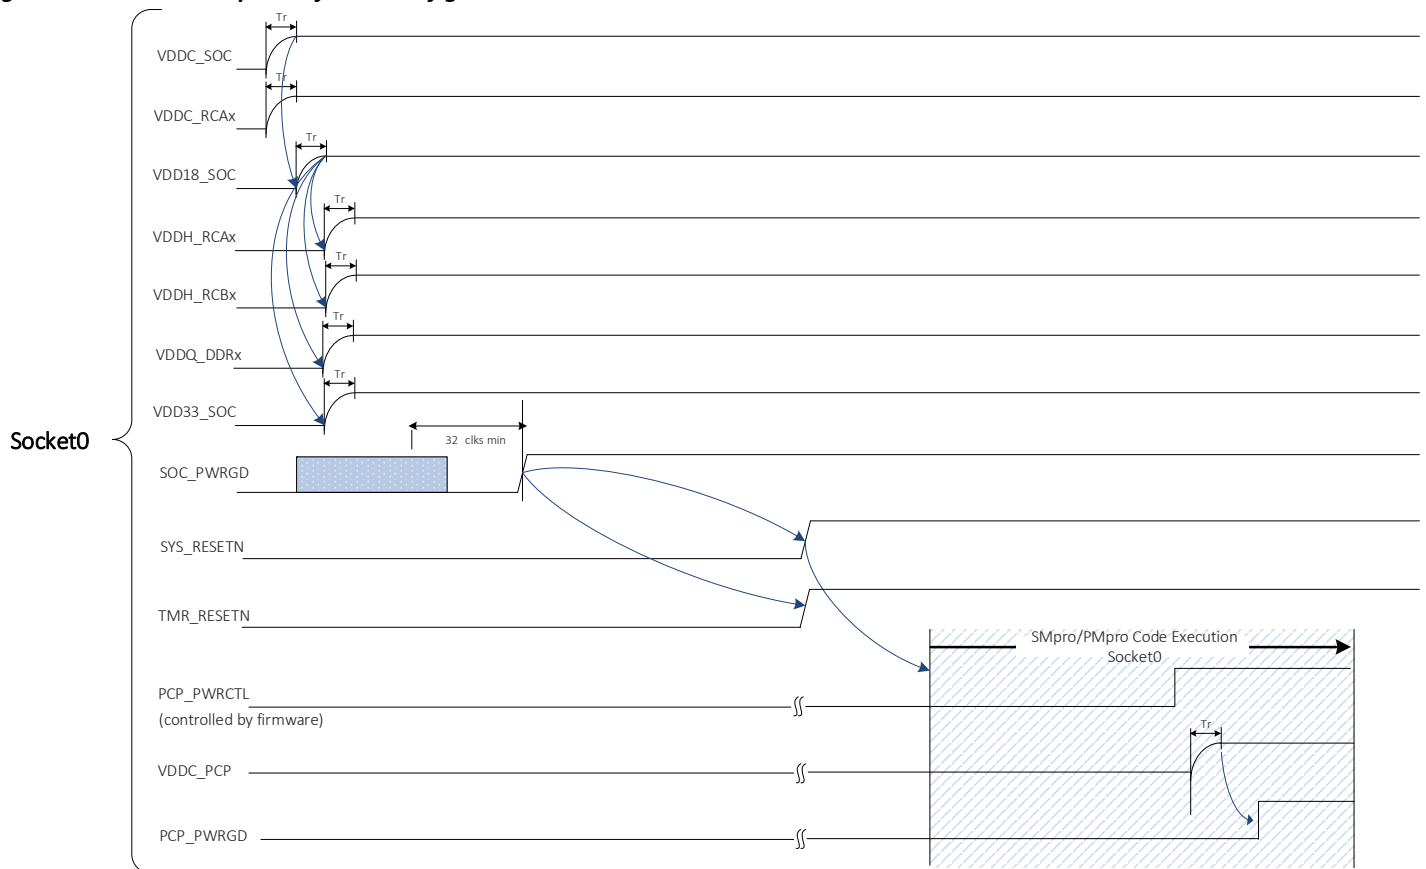 Tr
VDDC_SOC
Tr
VDDC_RCAx
Tr
VDD18_SOC
Tr
VDDH_RCAx
Tr
VDDH_RCBx
Tr
VDDQ_DDRx
Tr
VDD33_SOC
Socket0
32 clks min
SOC_PWRGD
SYS_RESETN
TMR_RESETN
SMpro/PMpro Code Execution
Socket0
PCP_PWRCTL
(controlled by firmware)
Tr
VDDC_PCP
PCP_PWRGD